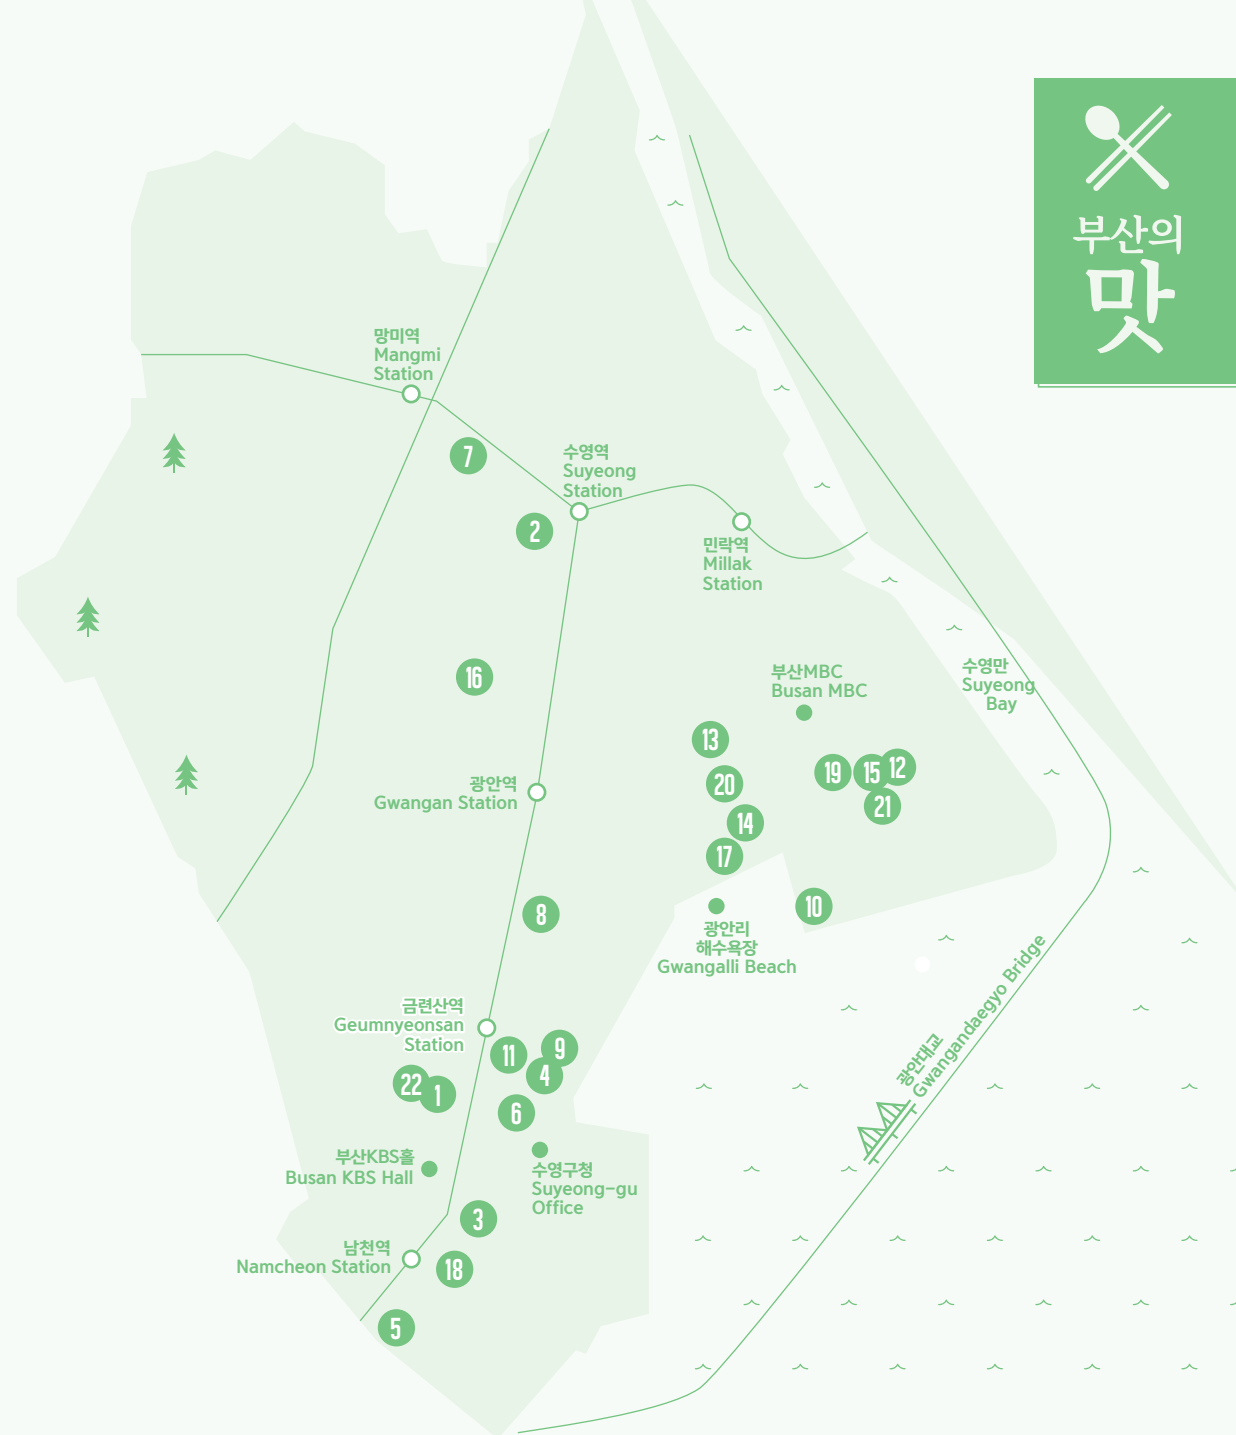 부산의
맛
망미역
Mangmi
Station
7
수영역
Suyeong
Station
2
민락역
Millak
Station
16
부산MBC
Busan MBC
수영만
Suyeong
Bay
13
20
14
17
19
15
12
21
10
광안역
Gwangan Station
8
광안리
해수욕장
Gwangalli Beach
금련산역
Geumnyeonsan
Station
11
9
4
22
1
6
광안대교
Gwangandaegyo Bridge
부산KBS홀
Busan KBS Hall
수영구청
Suyeong-gu
Office
3
남천역
Namcheon Station
18
5